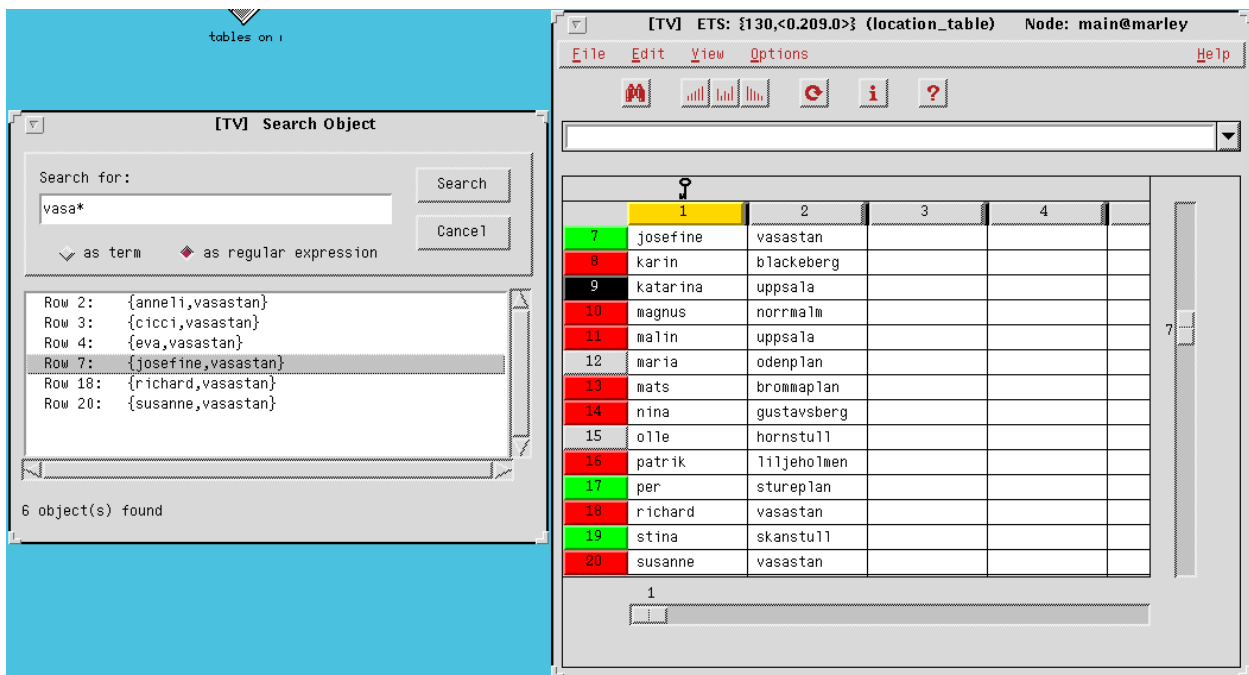 tables on
[TV] Search Object
Search for:
vasa*
Search
Cancel
as term as regular expression
Row 2: {anneli,vasastan}
Row 3: {cicci,vasastan}
Row 4: {eva,vasastan}
Row 7: {josefine,vasastan}
Row 18: {richard,vasastan}
Row 20: {susanne,vasastan}
6 object(s) found
[TV] ETS: {130,<0.209.0>} (location_table) Node: main@marley
File Edit View Options Help
i ?
1 2 3 4
7 josefine vasastan
8 karin blackeberg
9 katarina uppsala
10 magnus norrmalm
11 malin uppsala
12 maria odenplan
13 mats brommaplan
14 nina gustavsberg
15 olle hornstull
16 patrik liljeholmen
17 per stureplan
18 richard vasastan
19 stina skanstull
20 susanne vasastan
7
1